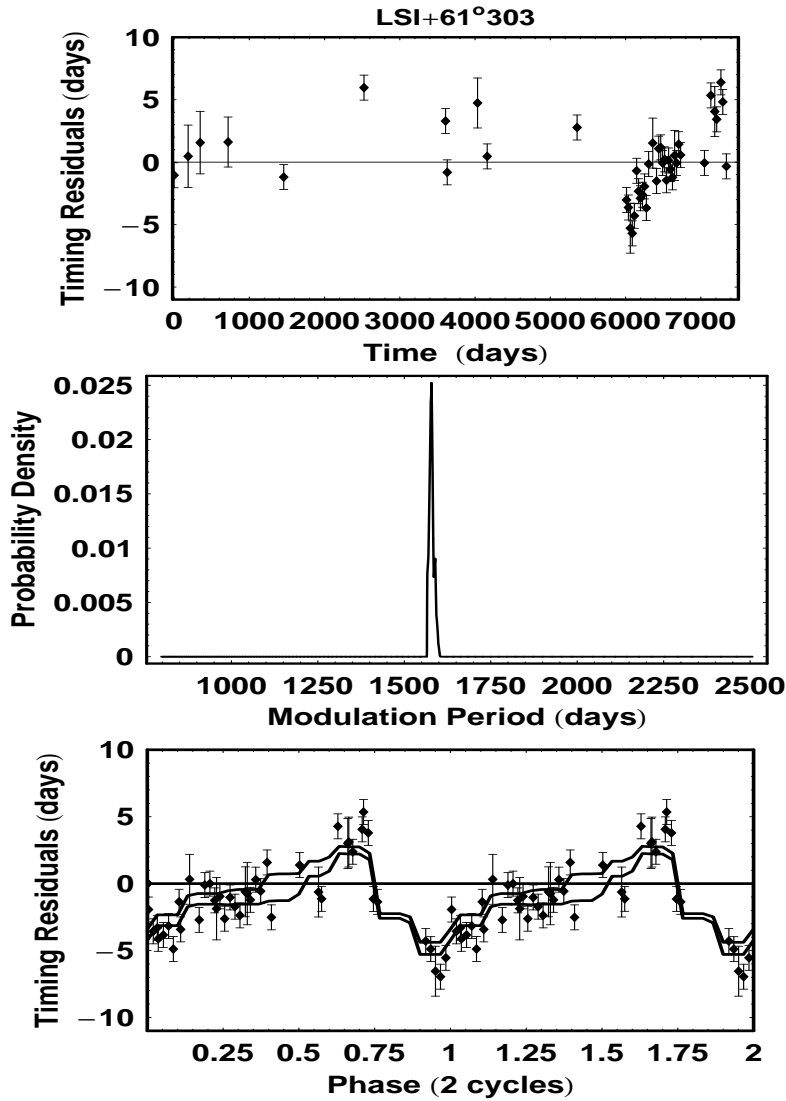 LSI+61°303
10
5
0
−5
−10
Timing Residuals (days)
0 1000 2000 3000 4000 5000 6000 7000
Time (days)
0.025
0.02
0.015
0.01
0.005
0
Probability Density
1000 1250 1500 1750 2000 2250 2500
Modulation Period (days)
10
5
0
−5
−10
Timing Residuals (days)
0.25 0.5 0.75 1 1.25 1.5 1.75 2
Phase (2 cycles)